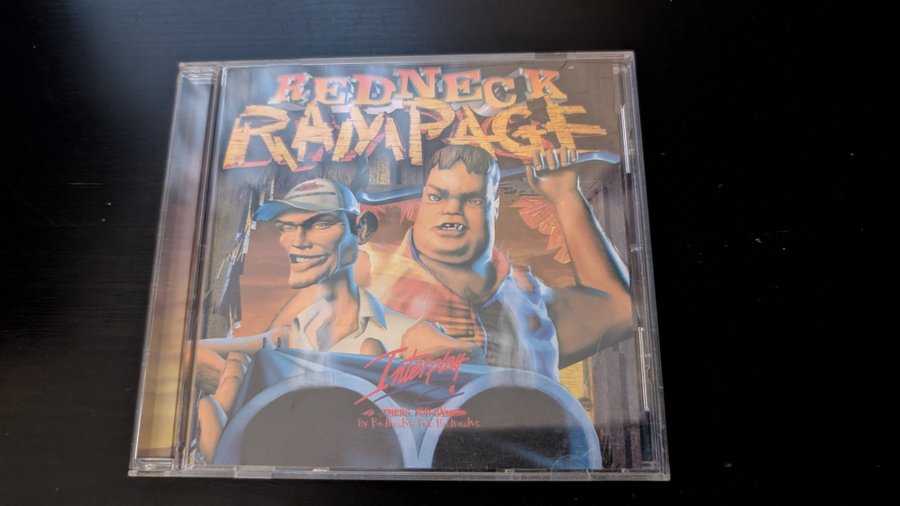 REDNECK
RAMPAGE
Interplay
By Rednecks. For Rednecks.